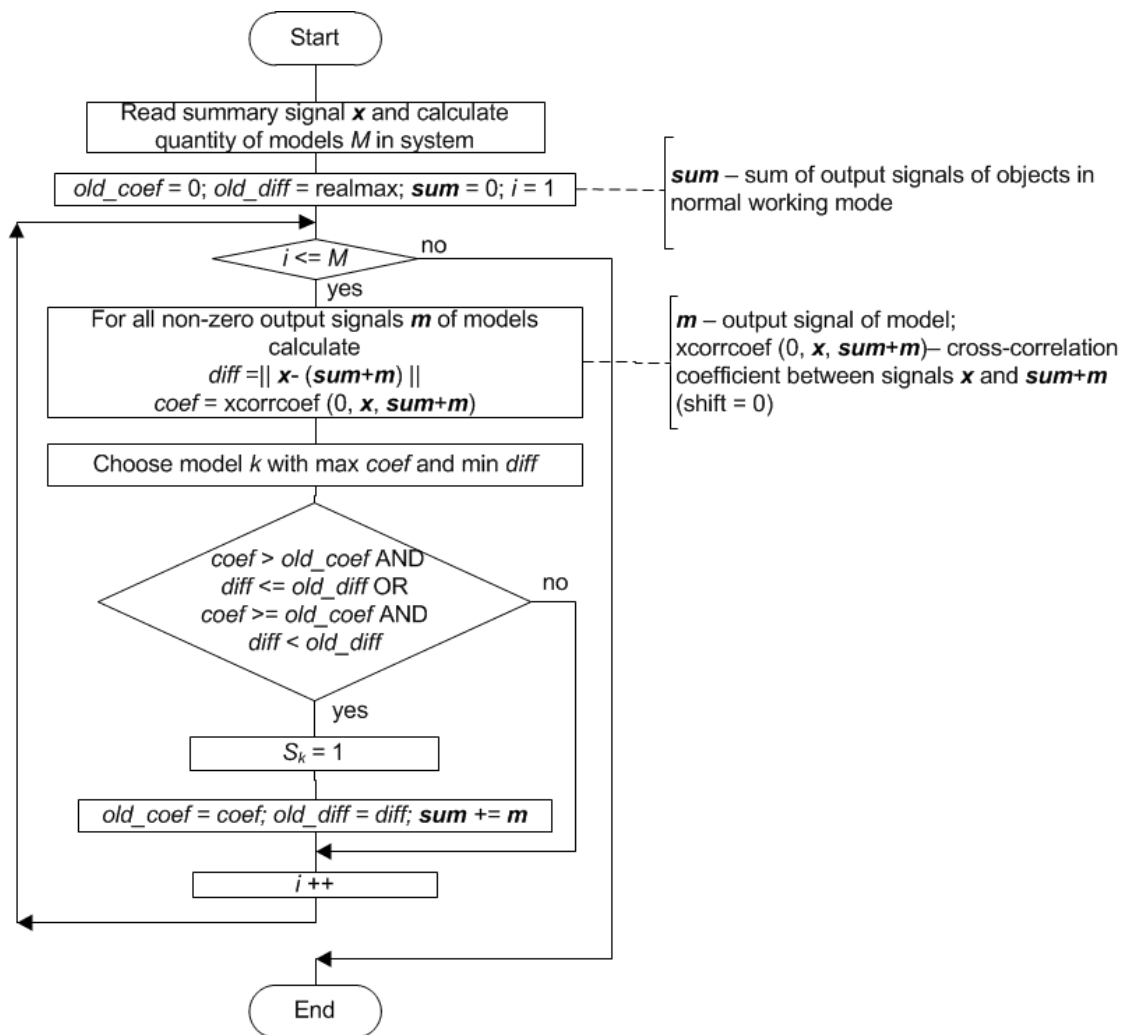 Start
Read summary signal x and calculate
quantity of models M in system
old_coef = 0; old_diff = realmax; sum = 0; i = 1
sum – sum of output signals of objects in
normal working mode
i <= M
no
yes
For all non-zero output signals m of models
calculate
diff =|| x- (sum+m) ||
coef = xcorrcoef (0, x, sum+m)
m – output signal of model;
xcorrcoef (0, x, sum+m)– cross-correlation
coefficient between signals x and sum+m
(shift = 0)
Choose model k with max coef and min diff
coef > old_coef AND
diff <= old_diff OR
coef >= old_coef AND
diff < old_diff
no
yes
Sk = 1
old_coef = coef; old_diff = diff; sum += m
i ++
End